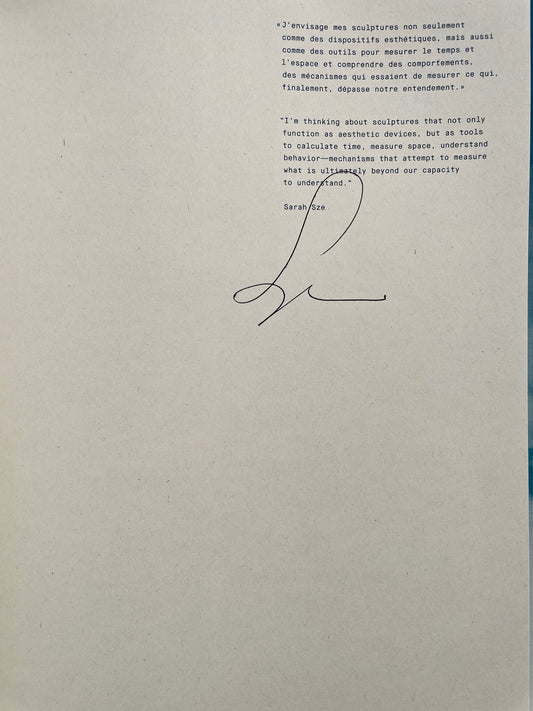 « J'envisage mes sculptures non seulement
comme des dispositifs esthétiques, mais aussi
comme des outils pour mesurer le temps et
l'espace et comprendre des comportements,
des mécanismes qui essaient de mesurer ce qui,
finalement, dépasse notre entendement. »
"I'm thinking about sculptures that not only
function as aesthetic devices, but as tools
to calculate time, measure space, understand
behavior—mechanisms that attempt to measure
what is ultimately beyond our capacity
to understand."
Sarah Sze